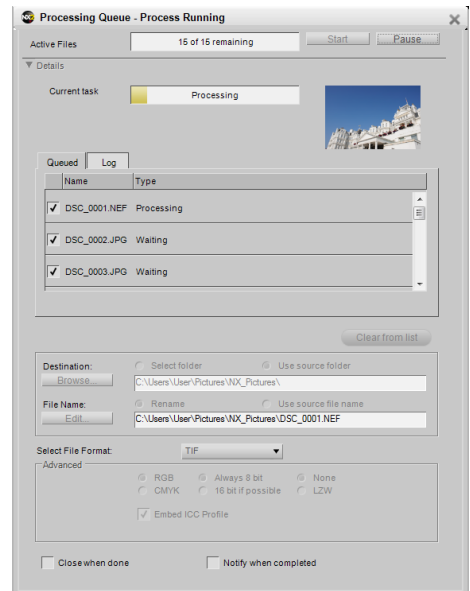 NX2 Processing Queue - Process Running
Active Files 15 of 15 remaining Start Pause
Details
Current task Processing
Queued Log
Name Type
DSC_0001.NEF Processing
DSC_0002.JPG Waiting
DSC_0003.JPG Waiting
Clear from list
Destination: Select folder Use source folder
Browse... C:\Users\User\Pictures\NX_Pictures\
File Name: Rename Use source file name
Edit... C:\Users\User\Pictures\NX_Pictures\DSC_0001.NEF
Select File Format: TIF
Advanced
RGB Always 8 bit None
CMYK 16 bit if possible LZW
Embed ICC Profile
Close when done Notify when completed